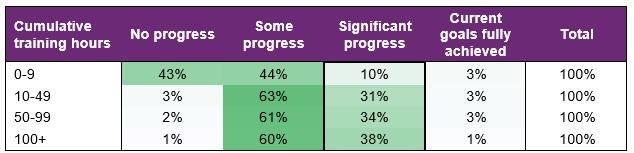 Cumulative training hours No progress Some progress Significant progress Current goals fully achieved Total
0-9 43% 44% 10% 3% 100%
10-49 3% 63% 31% 3% 100%
50-99 2% 61% 34% 3% 100%
100+ 1% 60% 38% 1% 100%